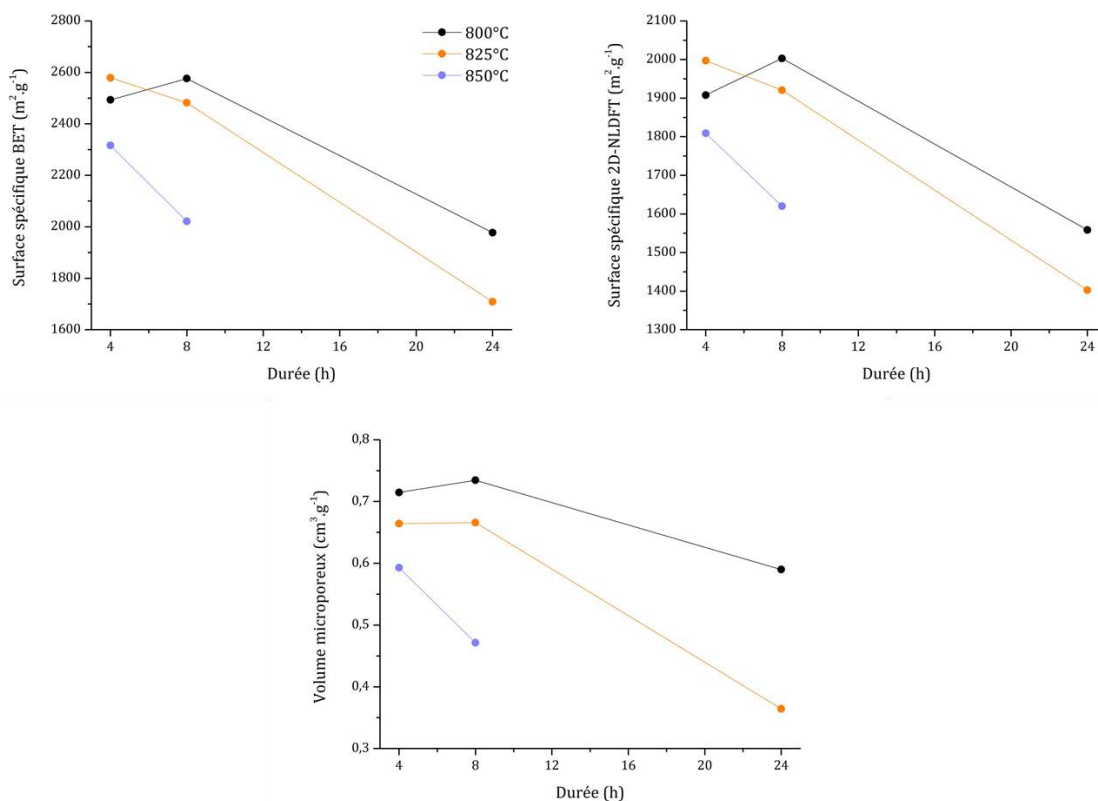 Surface spécifique BET (m².g⁻¹)
2800
2600
2400
2200
2000
1800
1600
4 8 12 16 20 24
Durée (h)
800°C
825°C
850°C
Surface spécifique 2D-NLDFT (m².g⁻¹)
2100
2000
1900
1800
1700
1600
1500
1400
1300
4 8 12 16 20 24
Durée (h)
Volume microporeux (cm³.g⁻¹)
0,8
0,7
0,6
0,5
0,4
0,3
4 8 12 16 20 24
Durée (h)